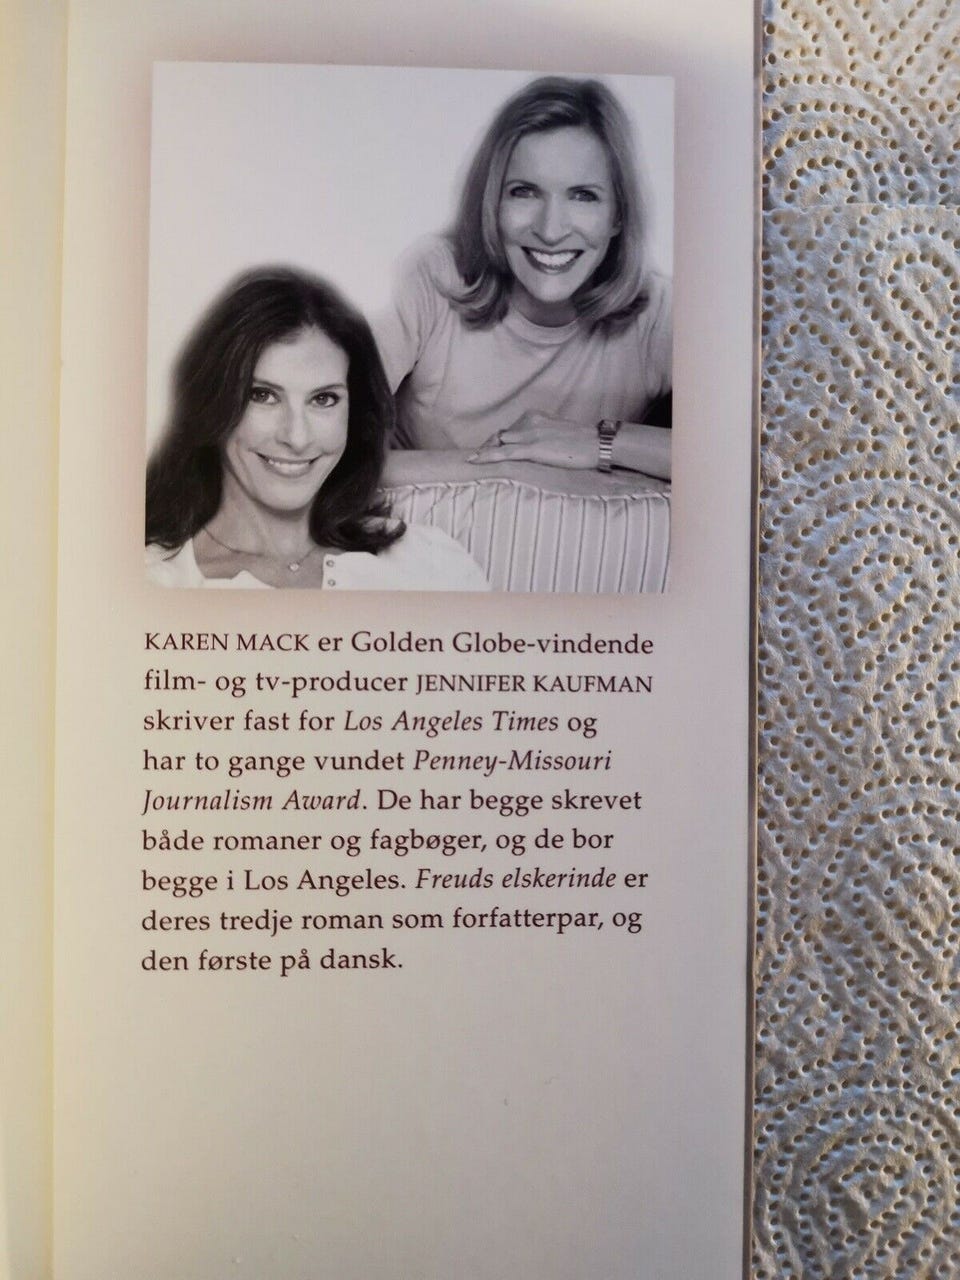 KAREN MACK er Golden Globe-vindende
film- og tv-producer JENNIFER KAUFMAN
skriver fast for Los Angeles Times og
har to gange vundet Penney-Missouri
Journalism Award. De har begge skrevet
både romaner og fagbøger, og de bor
begge i Los Angeles. Freuds elskerinde er
deres tredje roman som forfatterpar, og
den første på dansk.